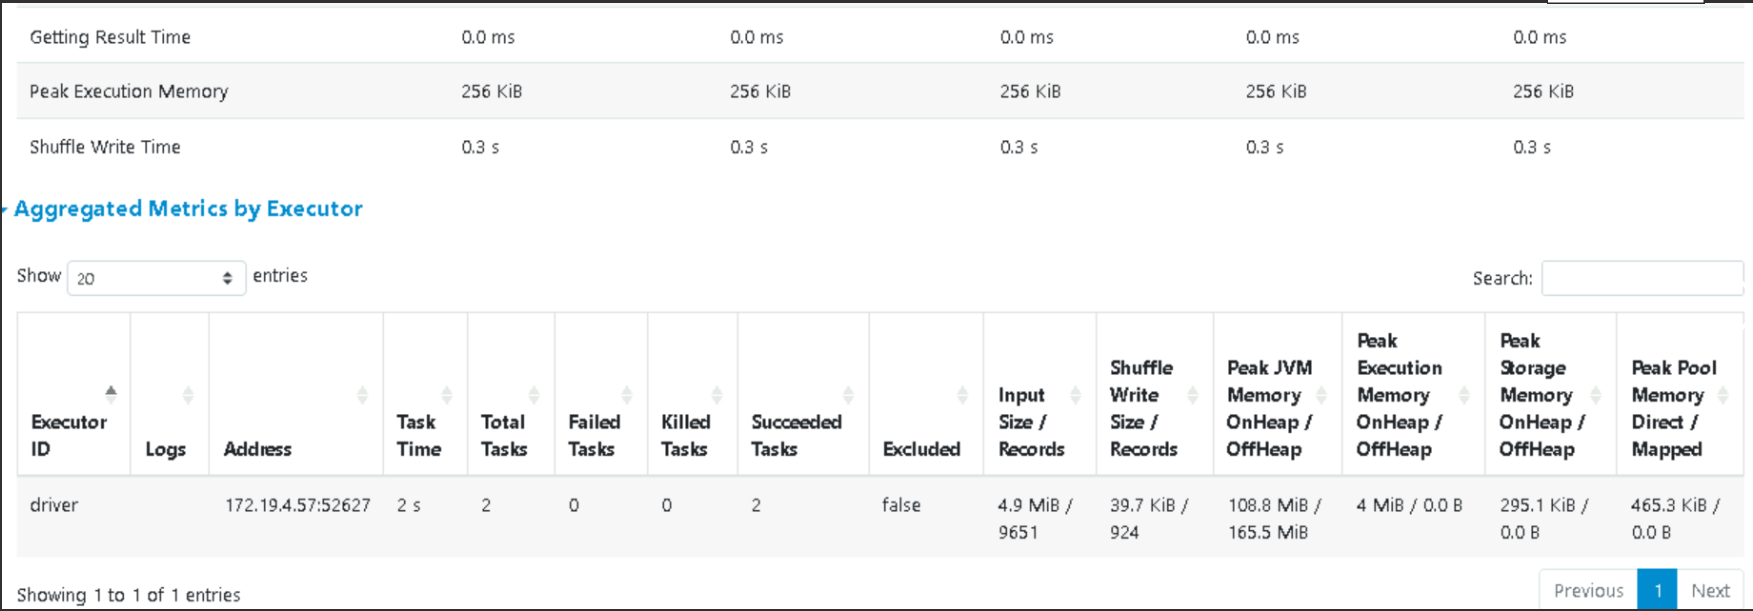 Getting Result Time 0.0 ms 0.0 ms 0.0 ms 0.0 ms 0.0 ms
Peak Execution Memory 256 KiB 256 KiB 256 KiB 256 KiB 256 KiB
Shuffle Write Time 0.3 s 0.3 s 0.3 s 0.3 s 0.3 s
Aggregated Metrics by Executor
Show 20 entries Search:
Executor ID Logs Address Task Time Total Tasks Failed Tasks Killed Tasks Succeeded Tasks Excluded Input Size / Records Shuffle Write Size / Records Peak JVM Memory OnHeap / OffHeap Peak Execution Memory OnHeap / OffHeap Peak Storage Memory OnHeap / OffHeap Peak Pool Memory Direct / Mapped
driver 172.19.4.57:52627 2 s 2 0 0 2 false 4.9 MiB / 9651 39.7 KiB / 924 108.8 MiB / 165.5 MiB 4 MiB / 0.0 B 295.1 KiB / 0.0 B 465.3 KiB / 0.0 B
Showing 1 to 1 of 1 entries Previous 1 Next